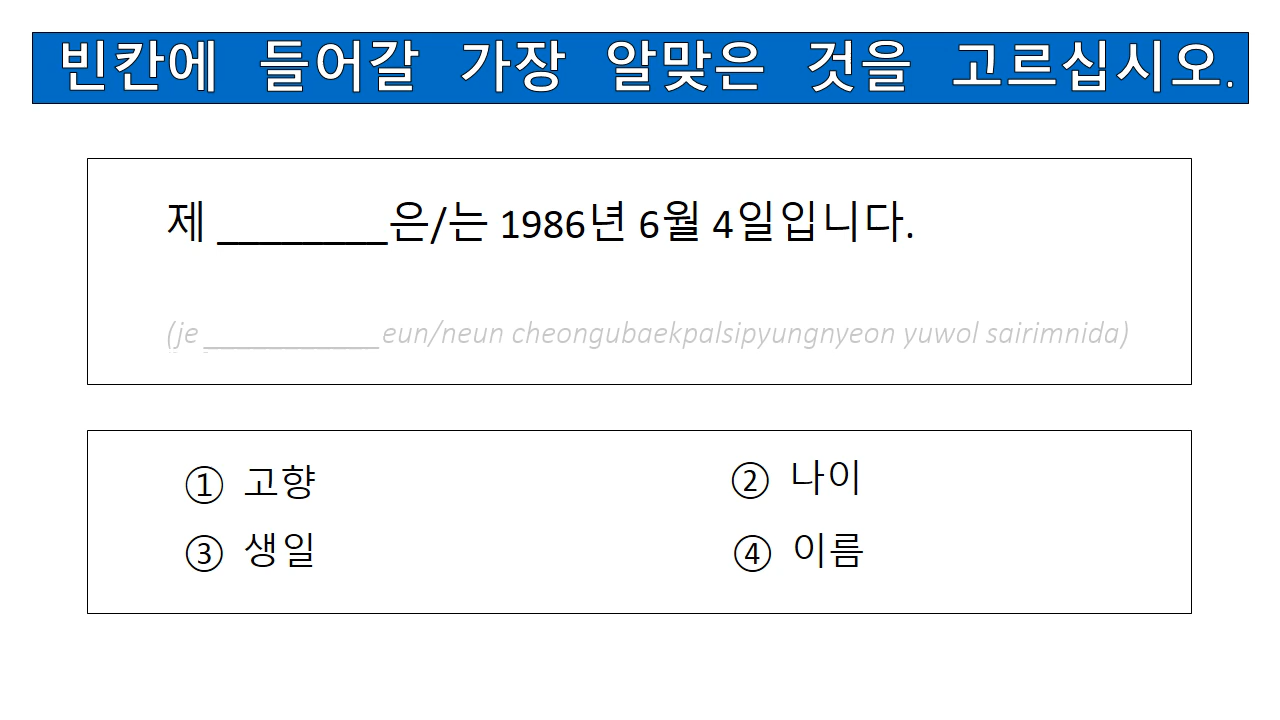 빈칸에 들어갈 가장 알맞은 것을 고르십시오.
제 ________은/는 1986년 6월 4일입니다.
(je ___________eun/neun cheongubaekpalsipyungnyeon yuwol sairimnida)
① 고향 ② 나이
③ 생일 ④ 이름